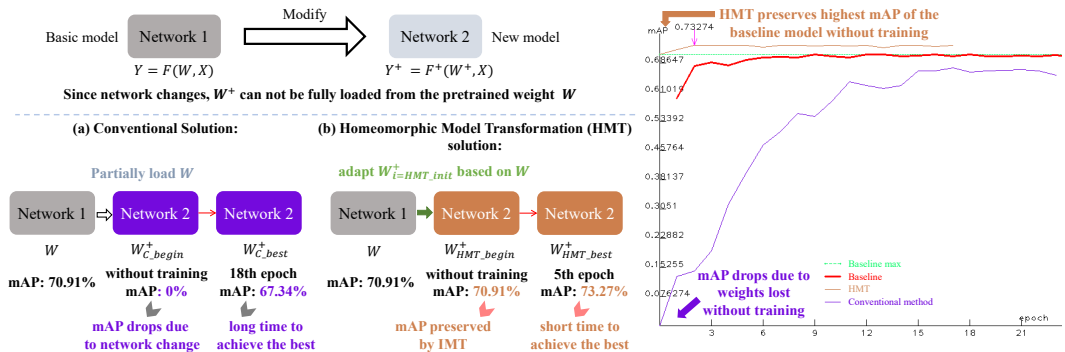 Modify
Basic model
Network 1
Network 2
New model
Y = F(W, X)
Y⁺ = F⁺(W⁺, X)
Since network changes, W⁺ can not be fully loaded from the pretrained weight W
(a) Conventional Solution:
Partially load W
Network 1
Network 2
Network 2
W
W⁺_{C_begin}
W⁺_{C_best}
mAP: 70.91%
without training
mAP: 0%
18th epoch
mAP: 67.34%
mAP drops due
to network change
long time to
achieve the best
(b) Homeomorphic Model Transformation (HMT)
solution:
adapt W⁺_{i=HMT_init} based on W
Network 1
Network 2
Network 2
W
W⁺_{HMT_begin}
W⁺_{HMT_best}
mAP: 70.91%
without training
mAP: 70.91%
5th epoch
mAP: 73.27%
mAP preserved
by IMT
short time to
achieve the best
HMT preserves highest mAP of the
baseline model without training
mAP
0.73274
0.68647
0.61019
0.53392
0.45764
0.38137
0.3051
0.22882
0.15255
0.076274
Baseline max
Baseline
HMT
Conventional method
mAP drops due to
weights lost
without training
epoch
3
6
9
12
15
18
21